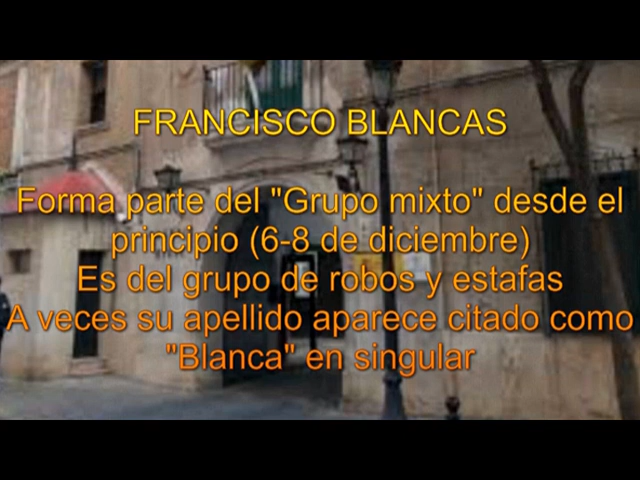 FRANCISCO BLANCAS
Forma parte del "Grupo mixto" desde el
principio (6-8 de diciembre)
Es del grupo de robos y estafas
A veces su apellido aparece citado como
"Blanca" en singular